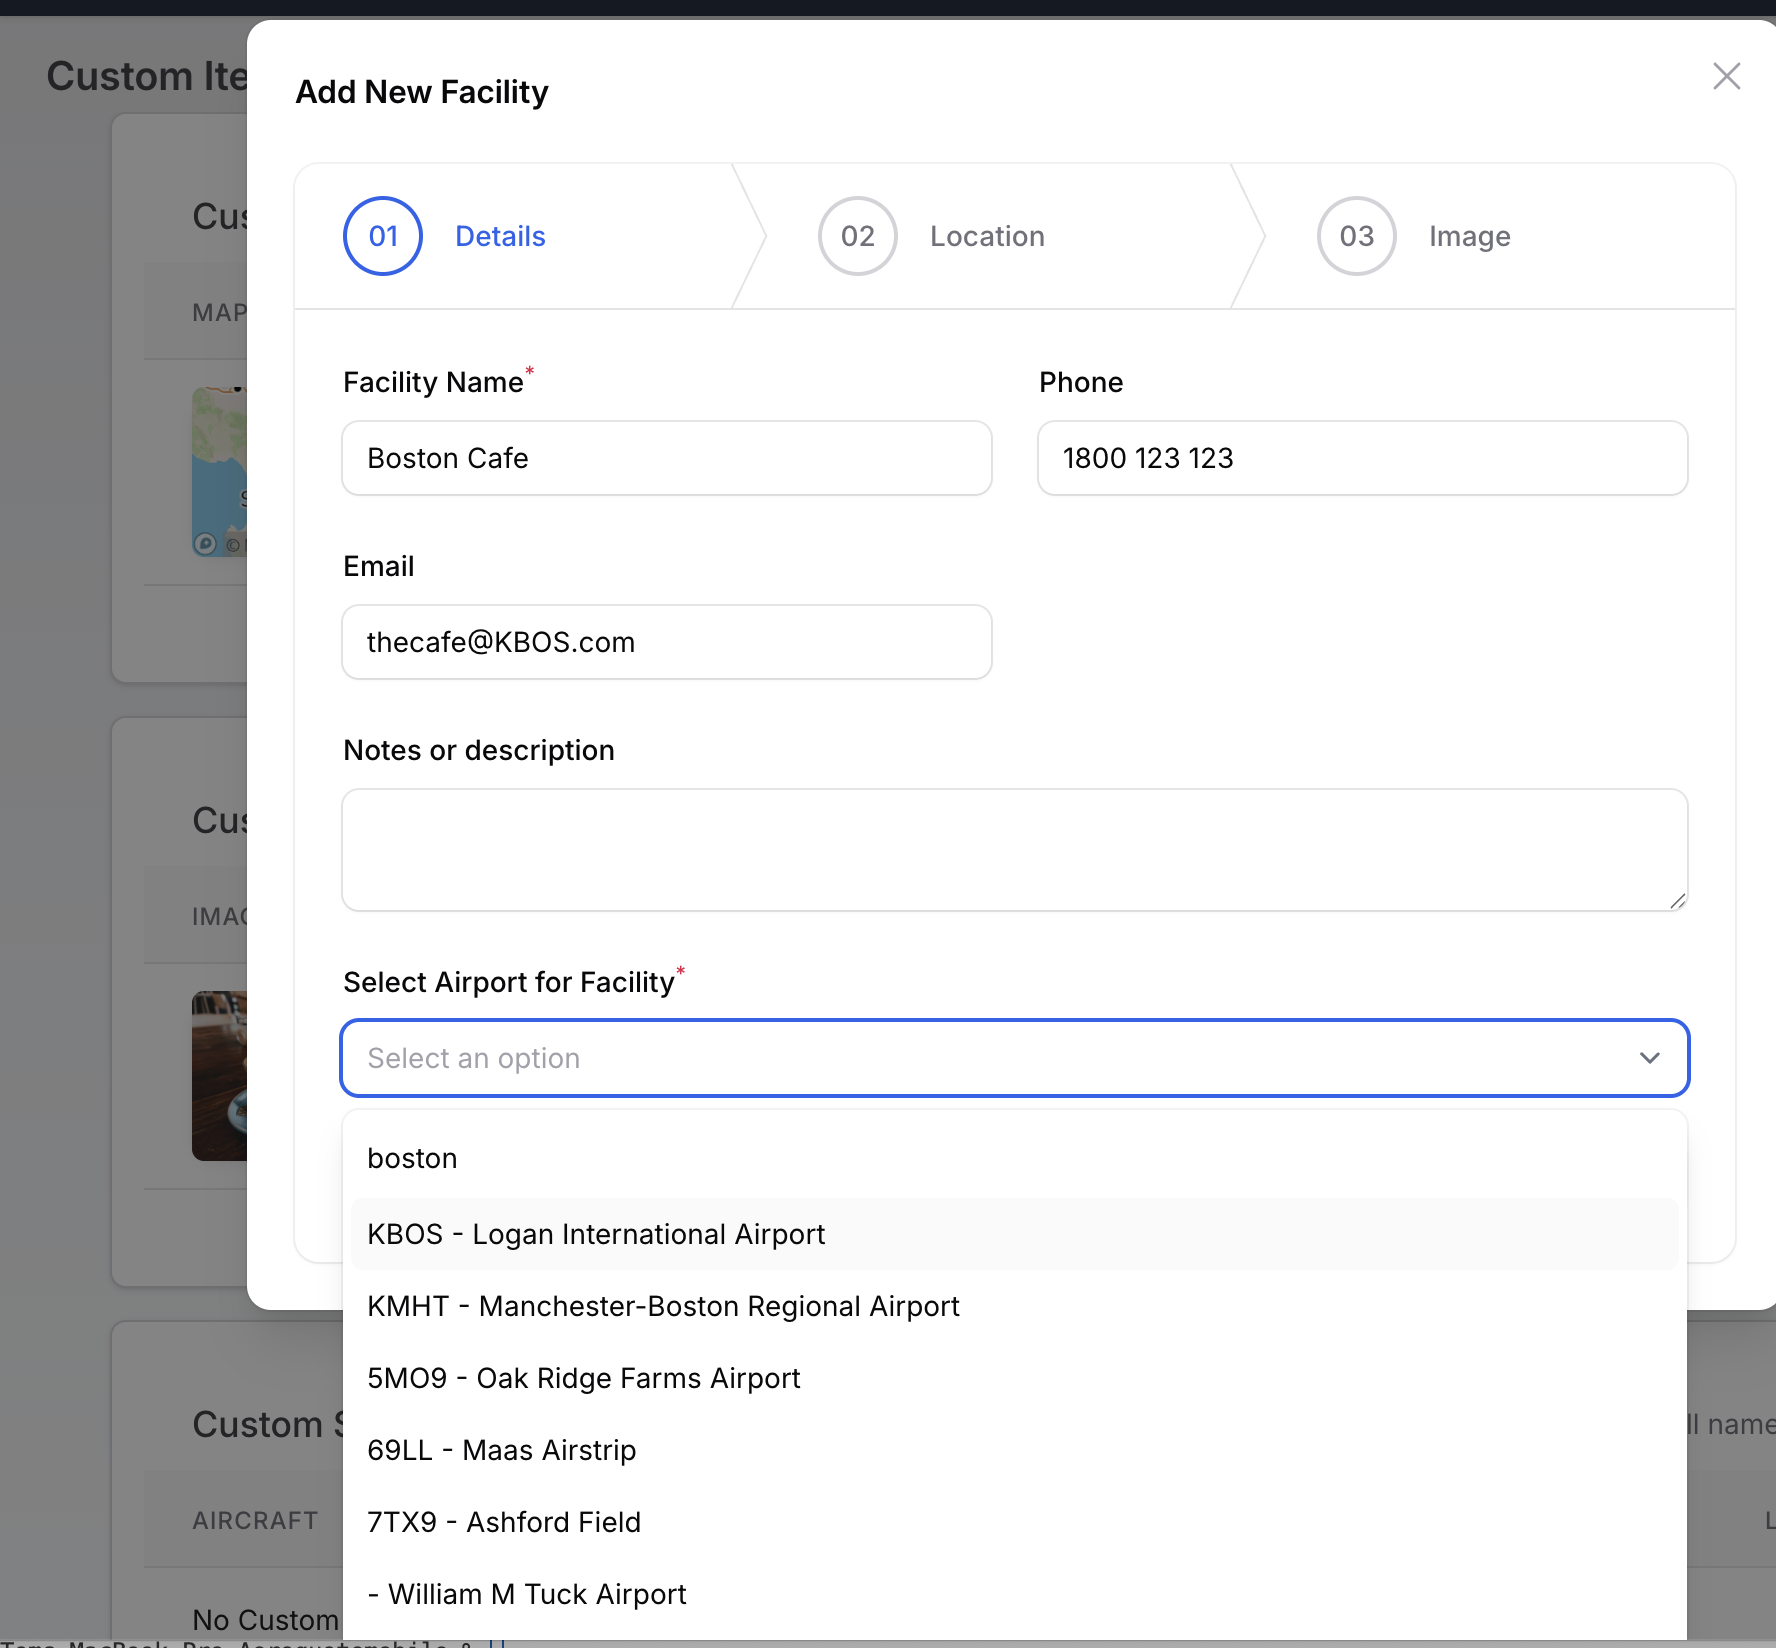 Custom Ite
Add New Facility
01 Details 02 Location 03 Image
Cus
MAP
Facility Name* Phone
Boston Cafe 1800 123 123
Email
thecafe@KBOS.com
Notes or description
Cus
IMAG
Select Airport for Facility*
Select an option
boston
KBOS - Logan International Airport
KMHT - Manchester-Boston Regional Airport
5MO9 - Oak Ridge Farms Airport
Custom S ll name
69LL - Maas Airstrip
AIRCRAFT L
7TX9 - Ashford Field
- William M Tuck Airport
No Custom